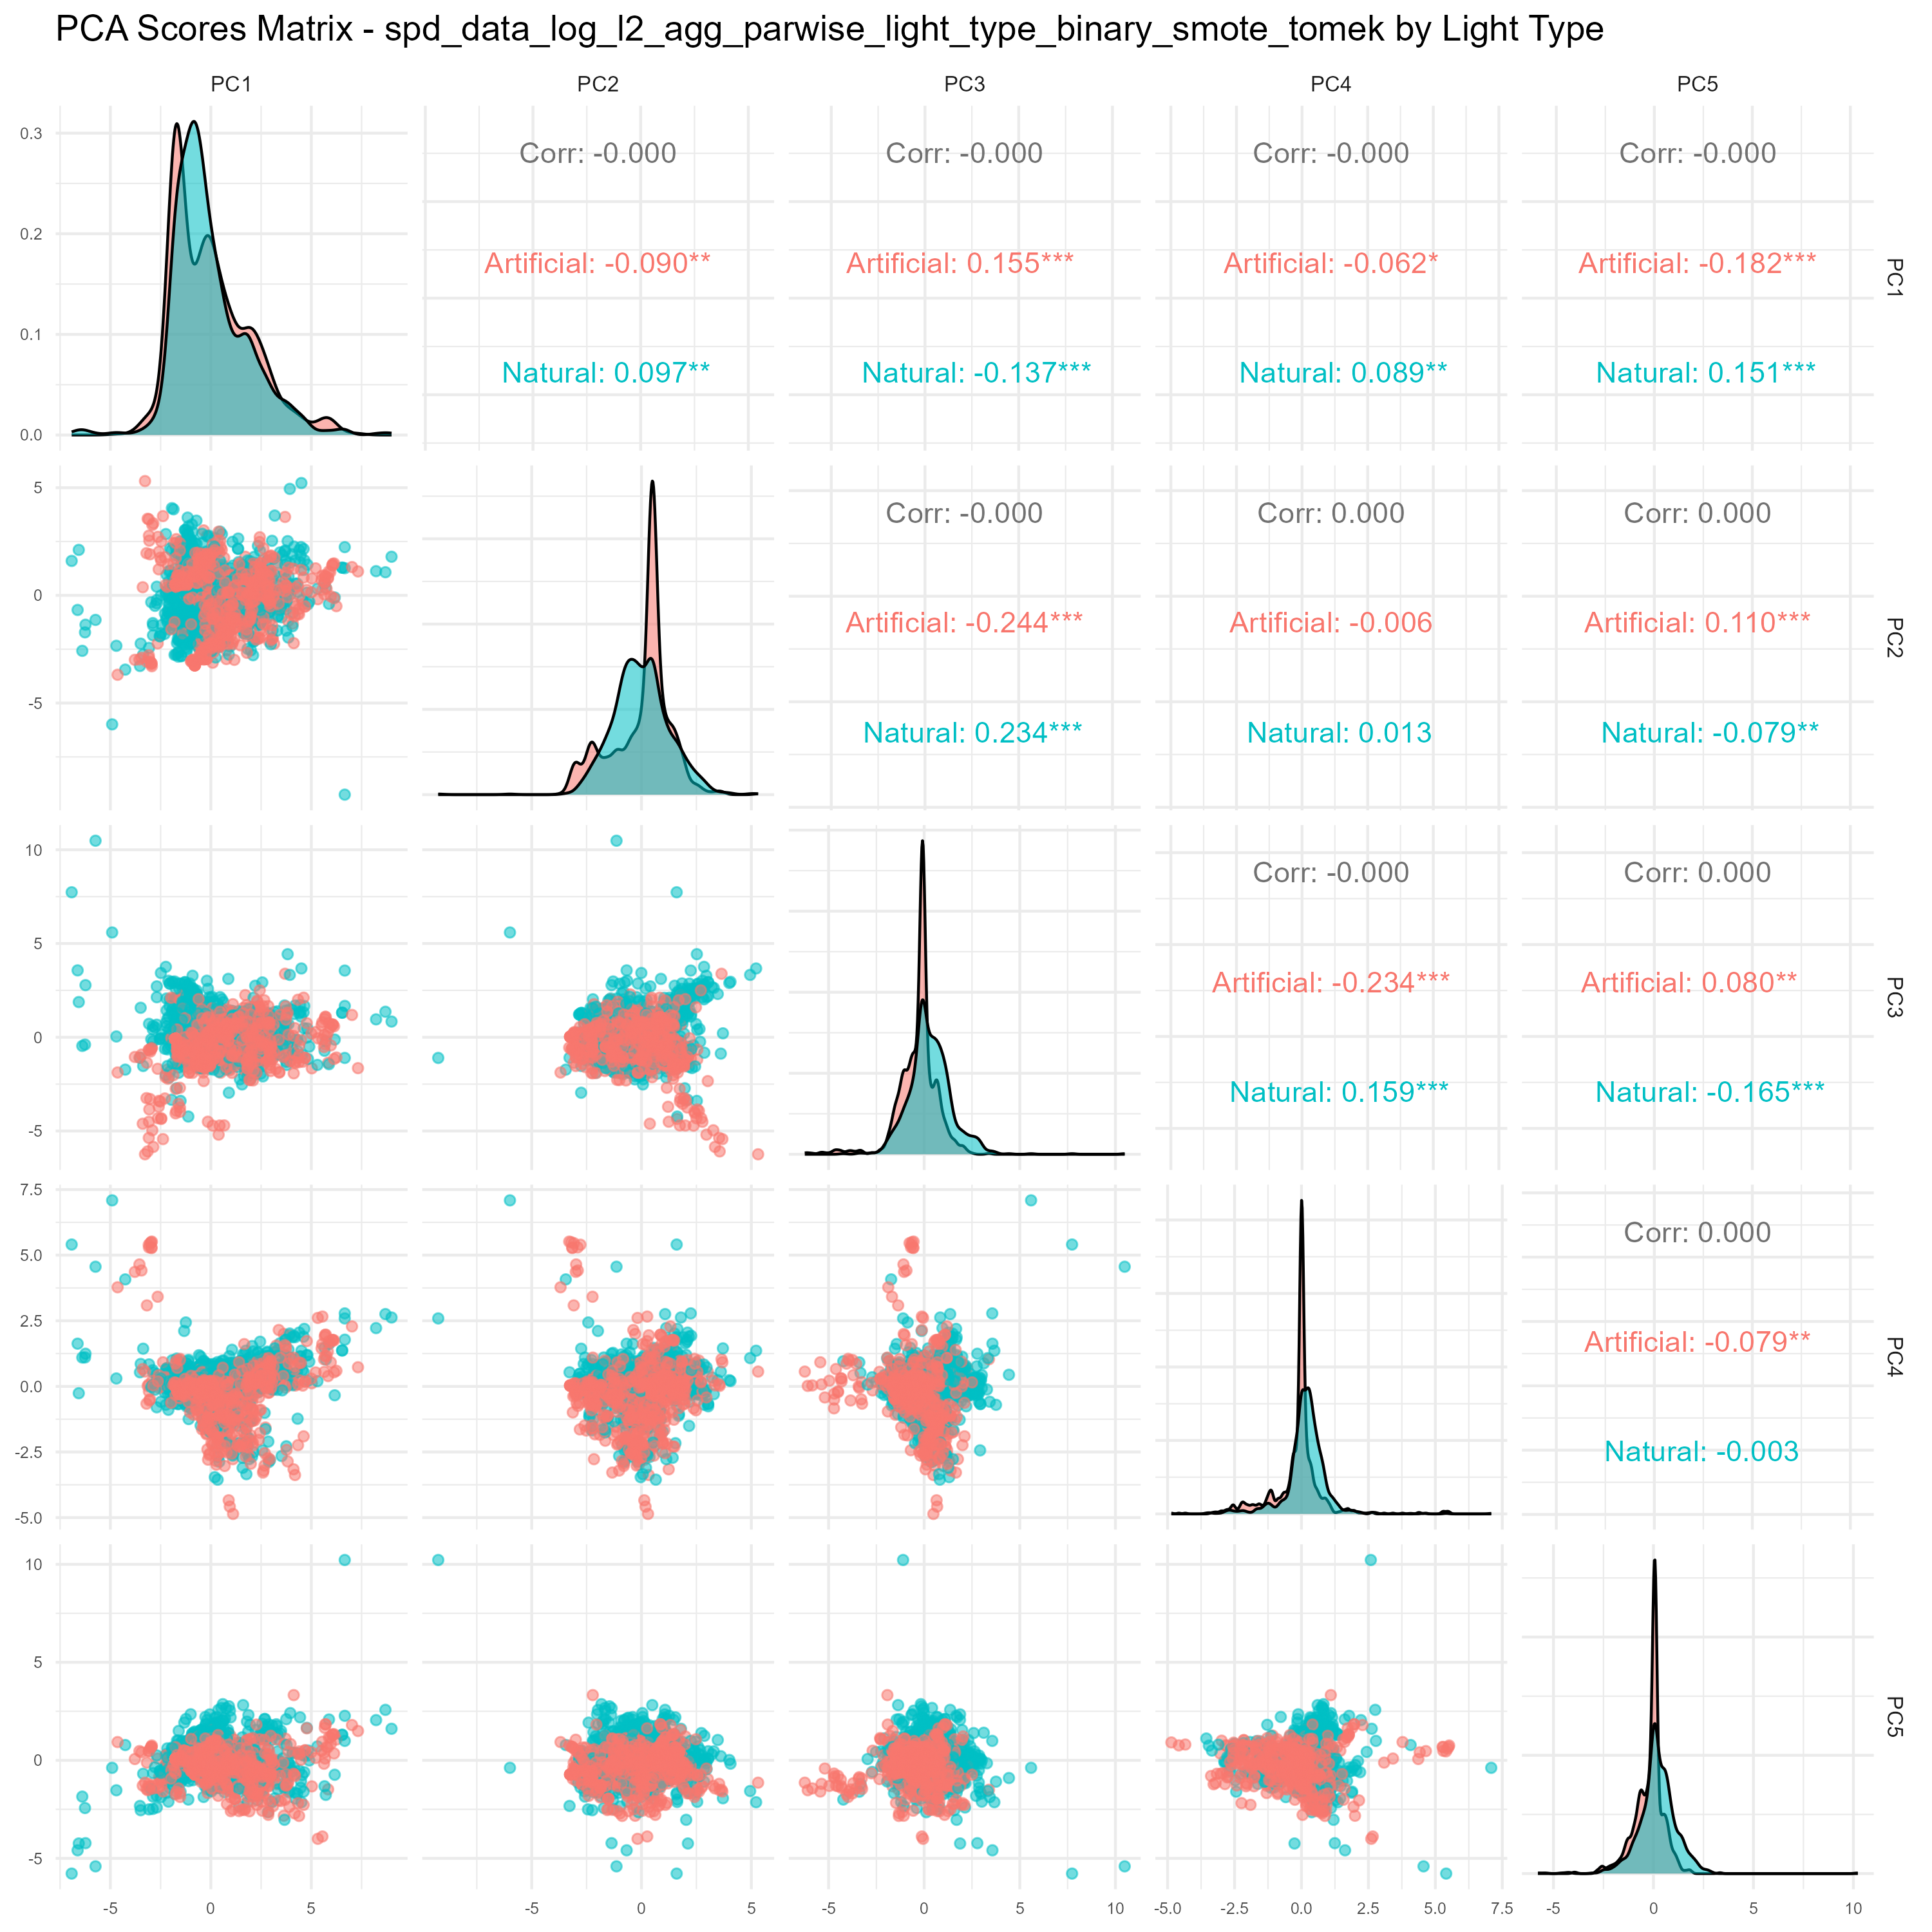 PCA Scores Matrix - spd_data_log_l2_agg_parwise_light_type_binary_smote_tomek by Light Type
PC1 PC2 PC3 PC4 PC5
0.3
0.2
0.1
0.0
Corr: -0.000
Artificial: -0.090**
Natural: 0.097**
Corr: -0.000
Artificial: 0.155***
Natural: -0.137***
Corr: -0.000
Artificial: -0.062*
Natural: 0.089**
Corr: -0.000
Artificial: -0.182***
Natural: 0.151***
PC1
5
0
-5
Corr: -0.000
Artificial: -0.244***
Natural: 0.234***
Corr: 0.000
Artificial: -0.006
Natural: 0.013
Corr: 0.000
Artificial: 0.110***
Natural: -0.079**
PC2
10
5
0
-5
Corr: -0.000
Artificial: -0.234***
Natural: 0.159***
Corr: 0.000
Artificial: 0.080**
Natural: -0.165***
PC3
7.5
5.0
2.5
0.0
-2.5
-5.0
Corr: 0.000
Artificial: -0.079**
Natural: -0.003
PC4
10
5
0
-5
PC5
-5 0 5
-5 0 5
-5 0 5 10
-5.0 -2.5 0.0 2.5 5.0 7.5
-5 0 5 10